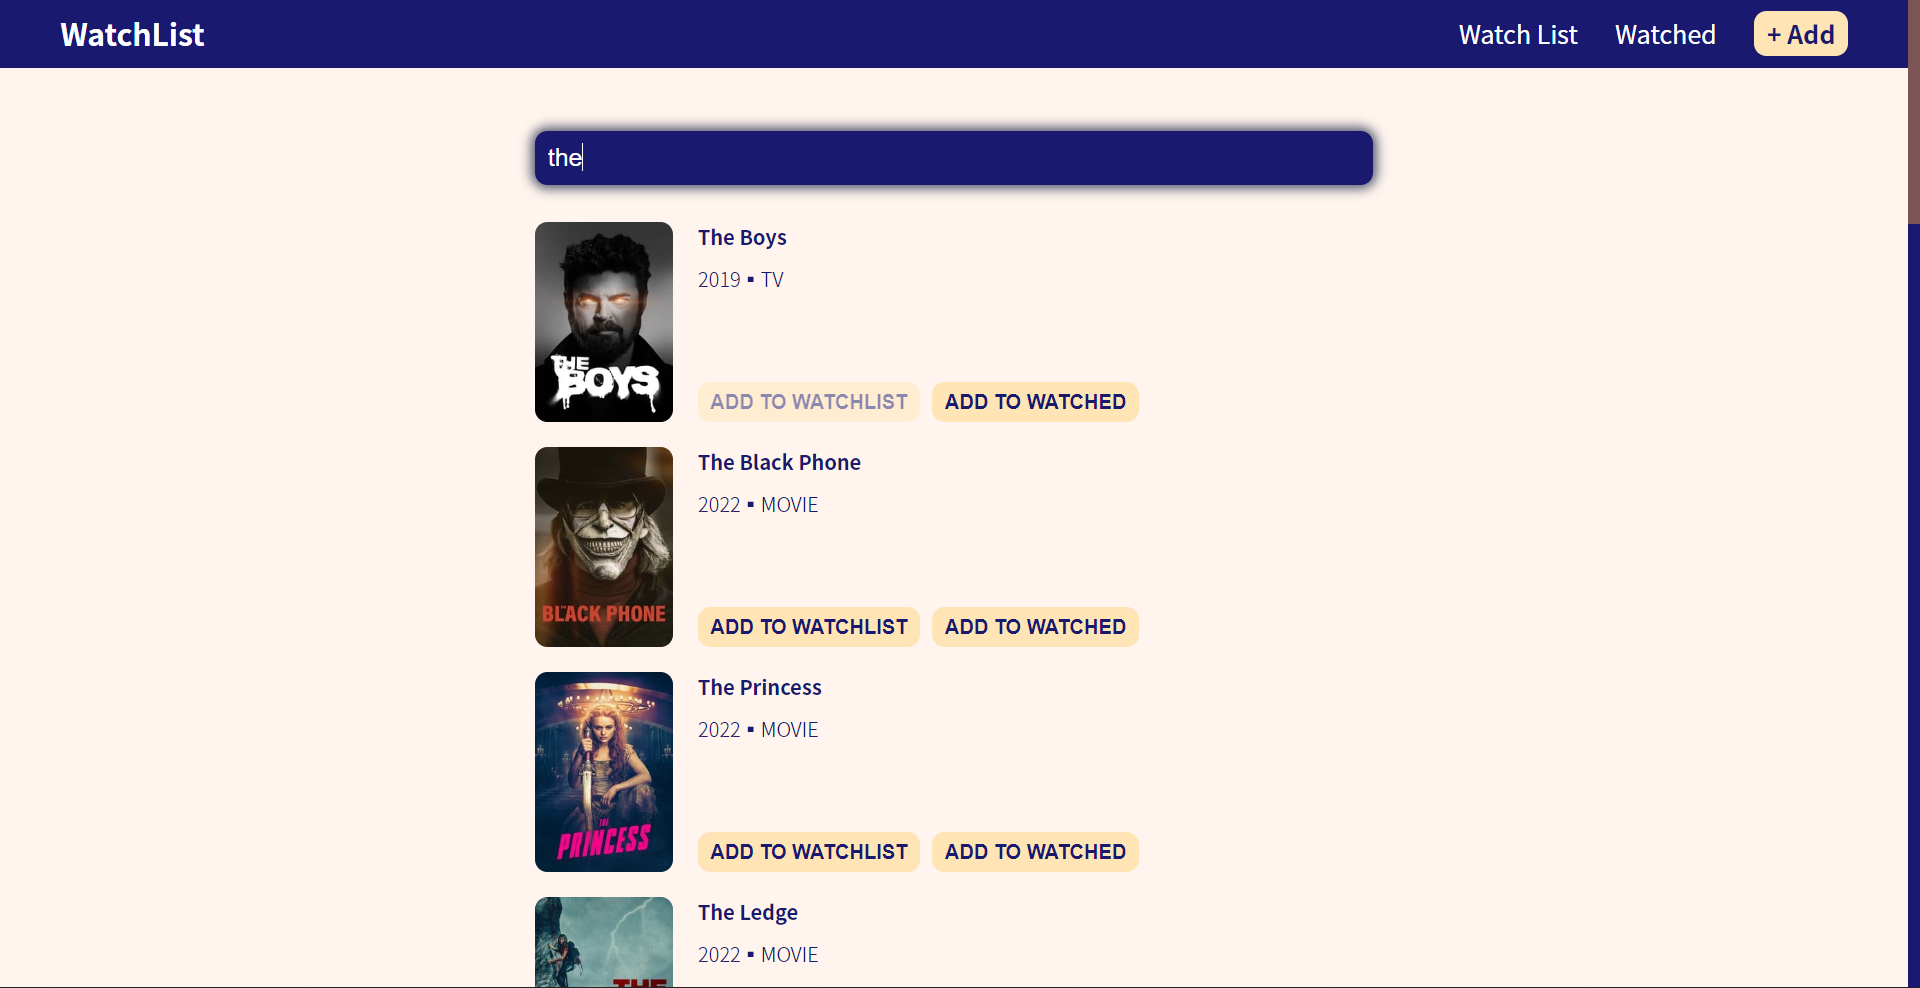 WatchList
Watch List
Watched
+ Add
the
The Boys
2019 ▪ TV
THE
BOYS
ADD TO WATCHLIST
ADD TO WATCHED
The Black Phone
2022 ▪ MOVIE
THE
BLACK PHONE
ADD TO WATCHLIST
ADD TO WATCHED
The Princess
2022 ▪ MOVIE
THE
PRINCESS
ADD TO WATCHLIST
ADD TO WATCHED
The Ledge
2022 ▪ MOVIE
THE